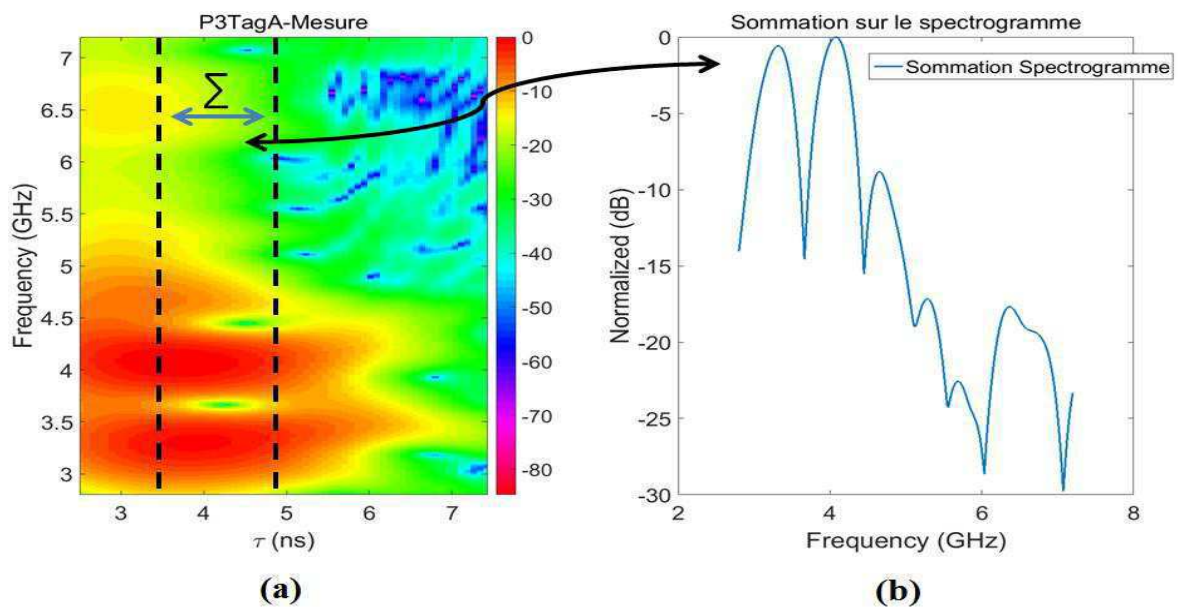 P3TagA-Mesure
Frequency (GHz)
7
6.5
6
5.5
5
4.5
4
3.5
3
3 4 5 6 7
τ (ns)
Σ
0
-10
-20
-30
-40
-50
-60
-70
-80
(a)
Sommation sur le spectrogramme
Sommation Spectrogramme
Normalized (dB)
0
-5
-10
-15
-20
-25
-30
2 4 6 8
Frequency (GHz)
(b)